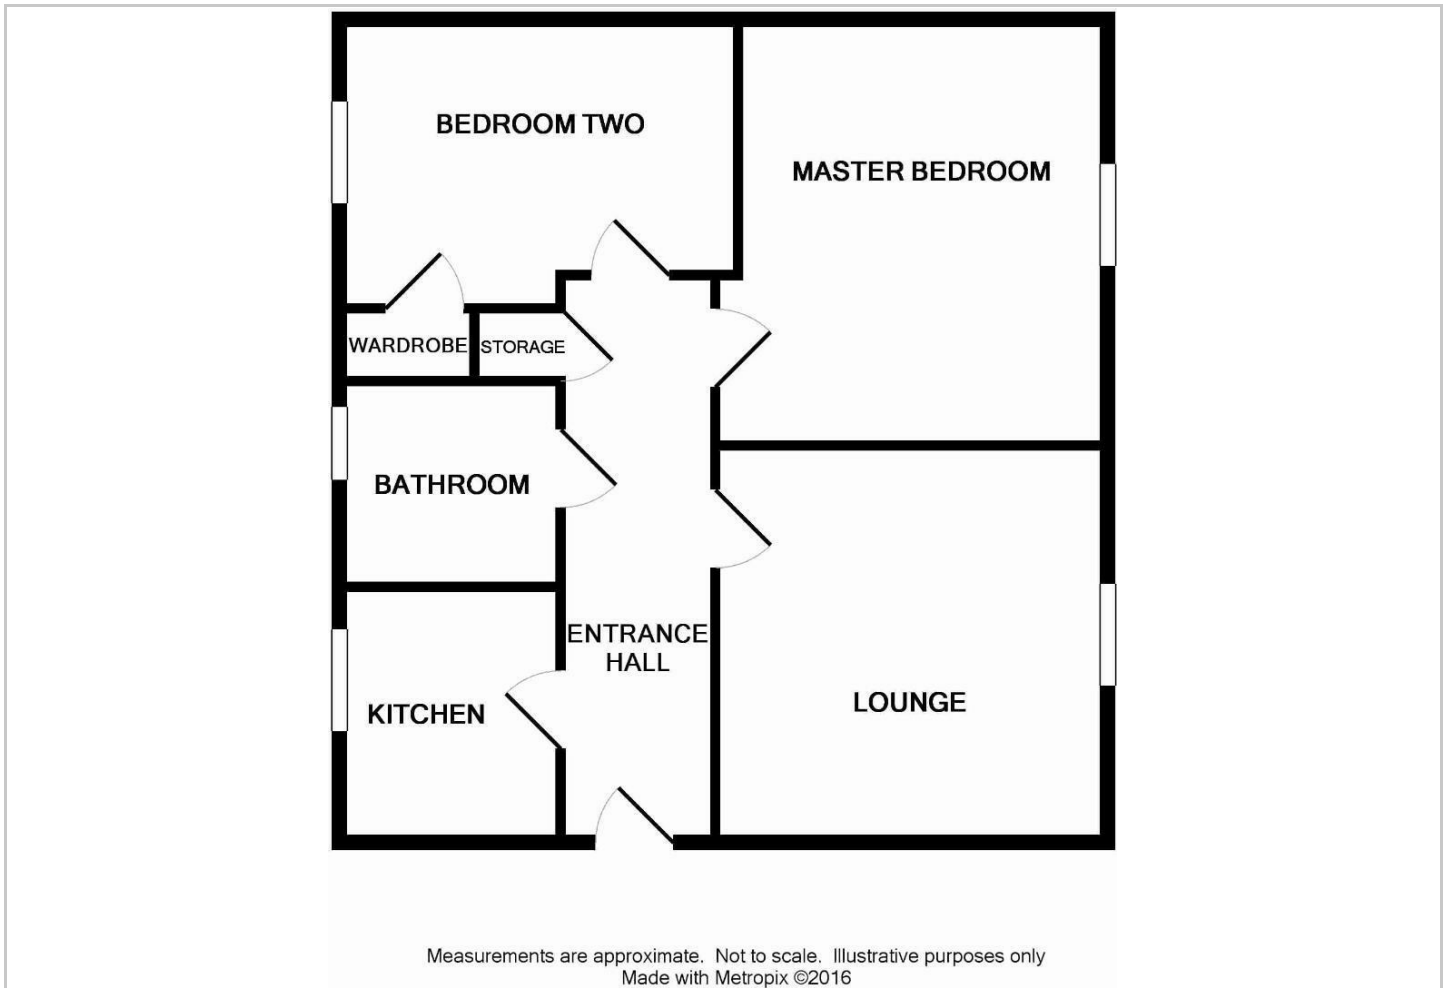 BEDROOM TWO
MASTER BEDROOM
WARDROBE
STORAGE
BATHROOM
ENTRANCE
HALL
KITCHEN
LOUNGE
Measurements are approximate. Not to scale. Illustrative purposes only
Made with Metropix ©2016